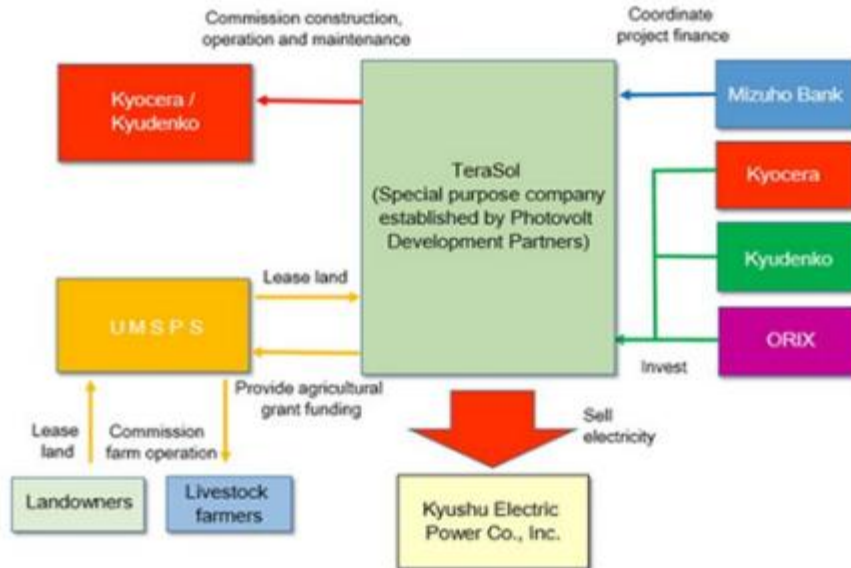 Commission construction,
operation and maintenance
Coordinate
project finance
Kyocera /
Kyudenko
Mizuho Bank
TeraSol
(Special purpose company
established by Photovolt
Development Partners)
Kyocera
Kyudenko
ORIX
Invest
Lease land
U M S P S
Provide agricultural
grant funding
Lease
land
Commission
farm operation
Sell
electricity
Landowners
Livestock
farmers
Kyushu Electric
Power Co., Inc.